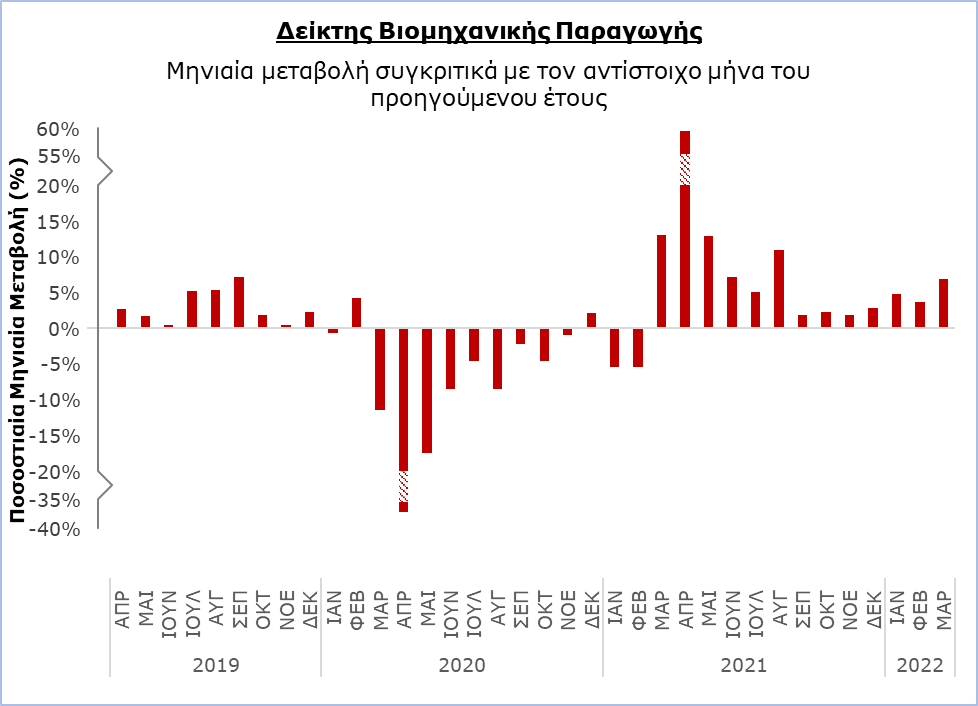 Δείκτης Βιομηχανικής Παραγωγής
Μηνιαία μεταβολή συγκριτικά με τον αντίστοιχο μήνα του
προηγούμενου έτους
Ποσοστιαία Μηνιαία Μεταβολή (%)
60%
55%
20%
15%
10%
5%
0%
-5%
-10%
-15%
-20%
-35%
-40%
ΑΠΡ ΜΑΙ ΙΟΥΝ ΙΟΥΛ ΑΥΓ ΣΕΠ ΟΚΤ ΝΟΕ ΔΕΚ ΙΑΝ ΦΕΒ ΜΑΡ ΑΠΡ ΜΑΙ ΙΟΥΝ ΙΟΥΛ ΑΥΓ ΣΕΠ ΟΚΤ ΝΟΕ ΔΕΚ ΙΑΝ ΦΕΒ ΜΑΡ ΑΠΡ ΜΑΙ ΙΟΥΝ ΙΟΥΛ ΑΥΓ ΣΕΠ ΟΚΤ ΝΟΕ ΔΕΚ ΙΑΝ ΦΕΒ ΜΑΡ
2019 2020 2021 2022